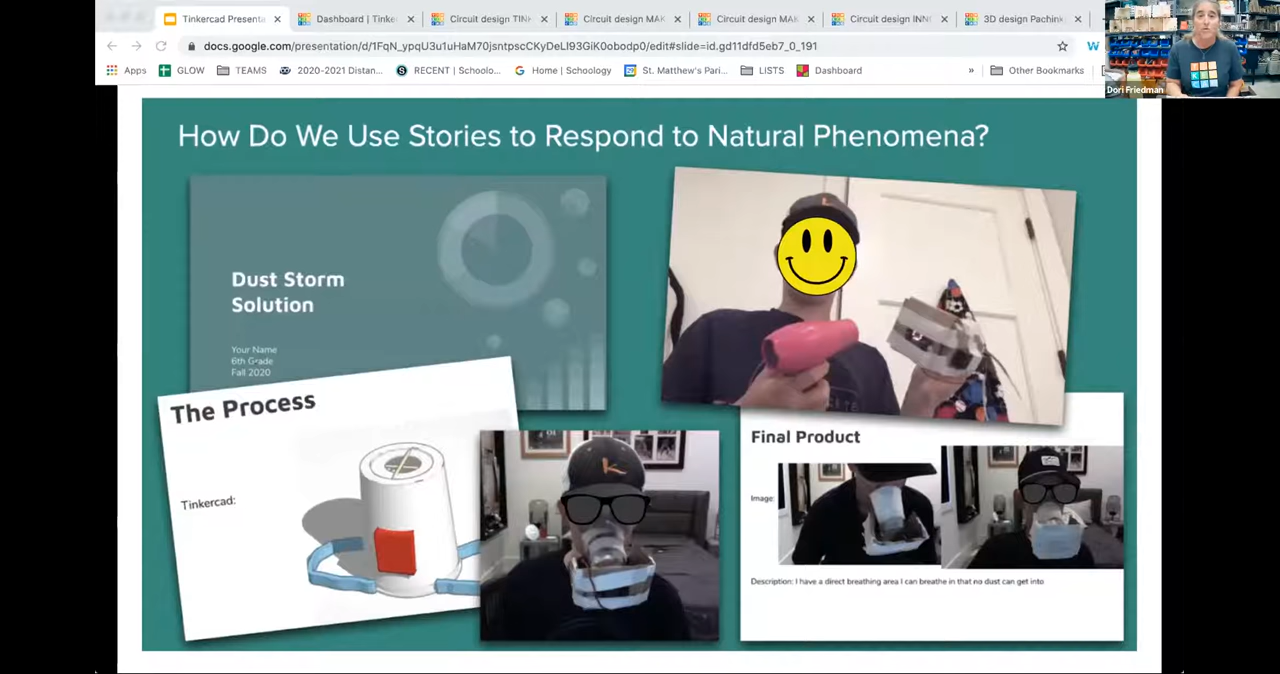 Tinkercad Presenta
Dashboard | Tinke
Circuit design TINK
Circuit design MAK
Circuit design MAK
Circuit design INN
3D design Pachink
docs.google.com/presentation/d/1FqN_ypqU3u1uHaM70jsntpscCKyDeLI93GiK0obodp0/edit#slide=id.gd11dfd5eb7_0_191
Apps
GLOW
TEAMS
2020-2021 Distan...
RECENT | Schoolo...
Home | Schoology
St. Matthew's Pari...
LISTS
Dashboard
»
Other Bookmarks
Dori Friedman
How Do We Use Stories to Respond to Natural Phenomena?
Dust Storm
Solution
Your Name
6th Grade
Fall 2020
The Process
Tinkercad:
Final Product
Image:
Description: I have a direct breathing area I can breathe in that no dust can get into